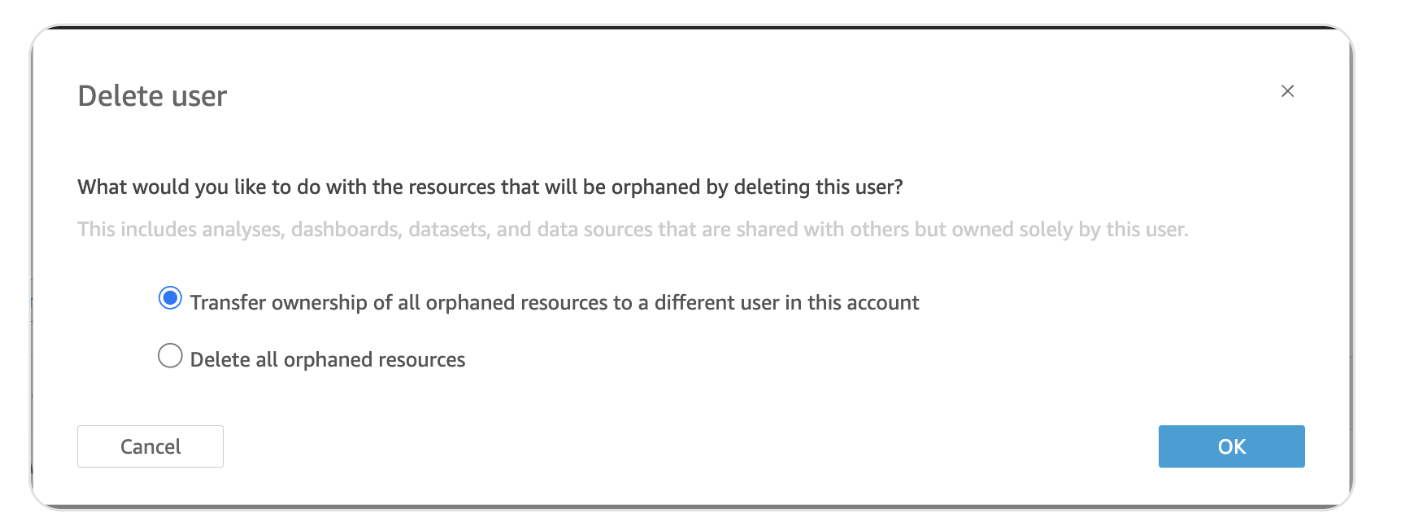 Delete user
What would you like to do with the resources that will be orphaned by deleting this user?
This includes analyses, dashboards, datasets, and data sources that are shared with others but owned solely by this user.
Transfer ownership of all orphaned resources to a different user in this account
Delete all orphaned resources
Cancel
OK